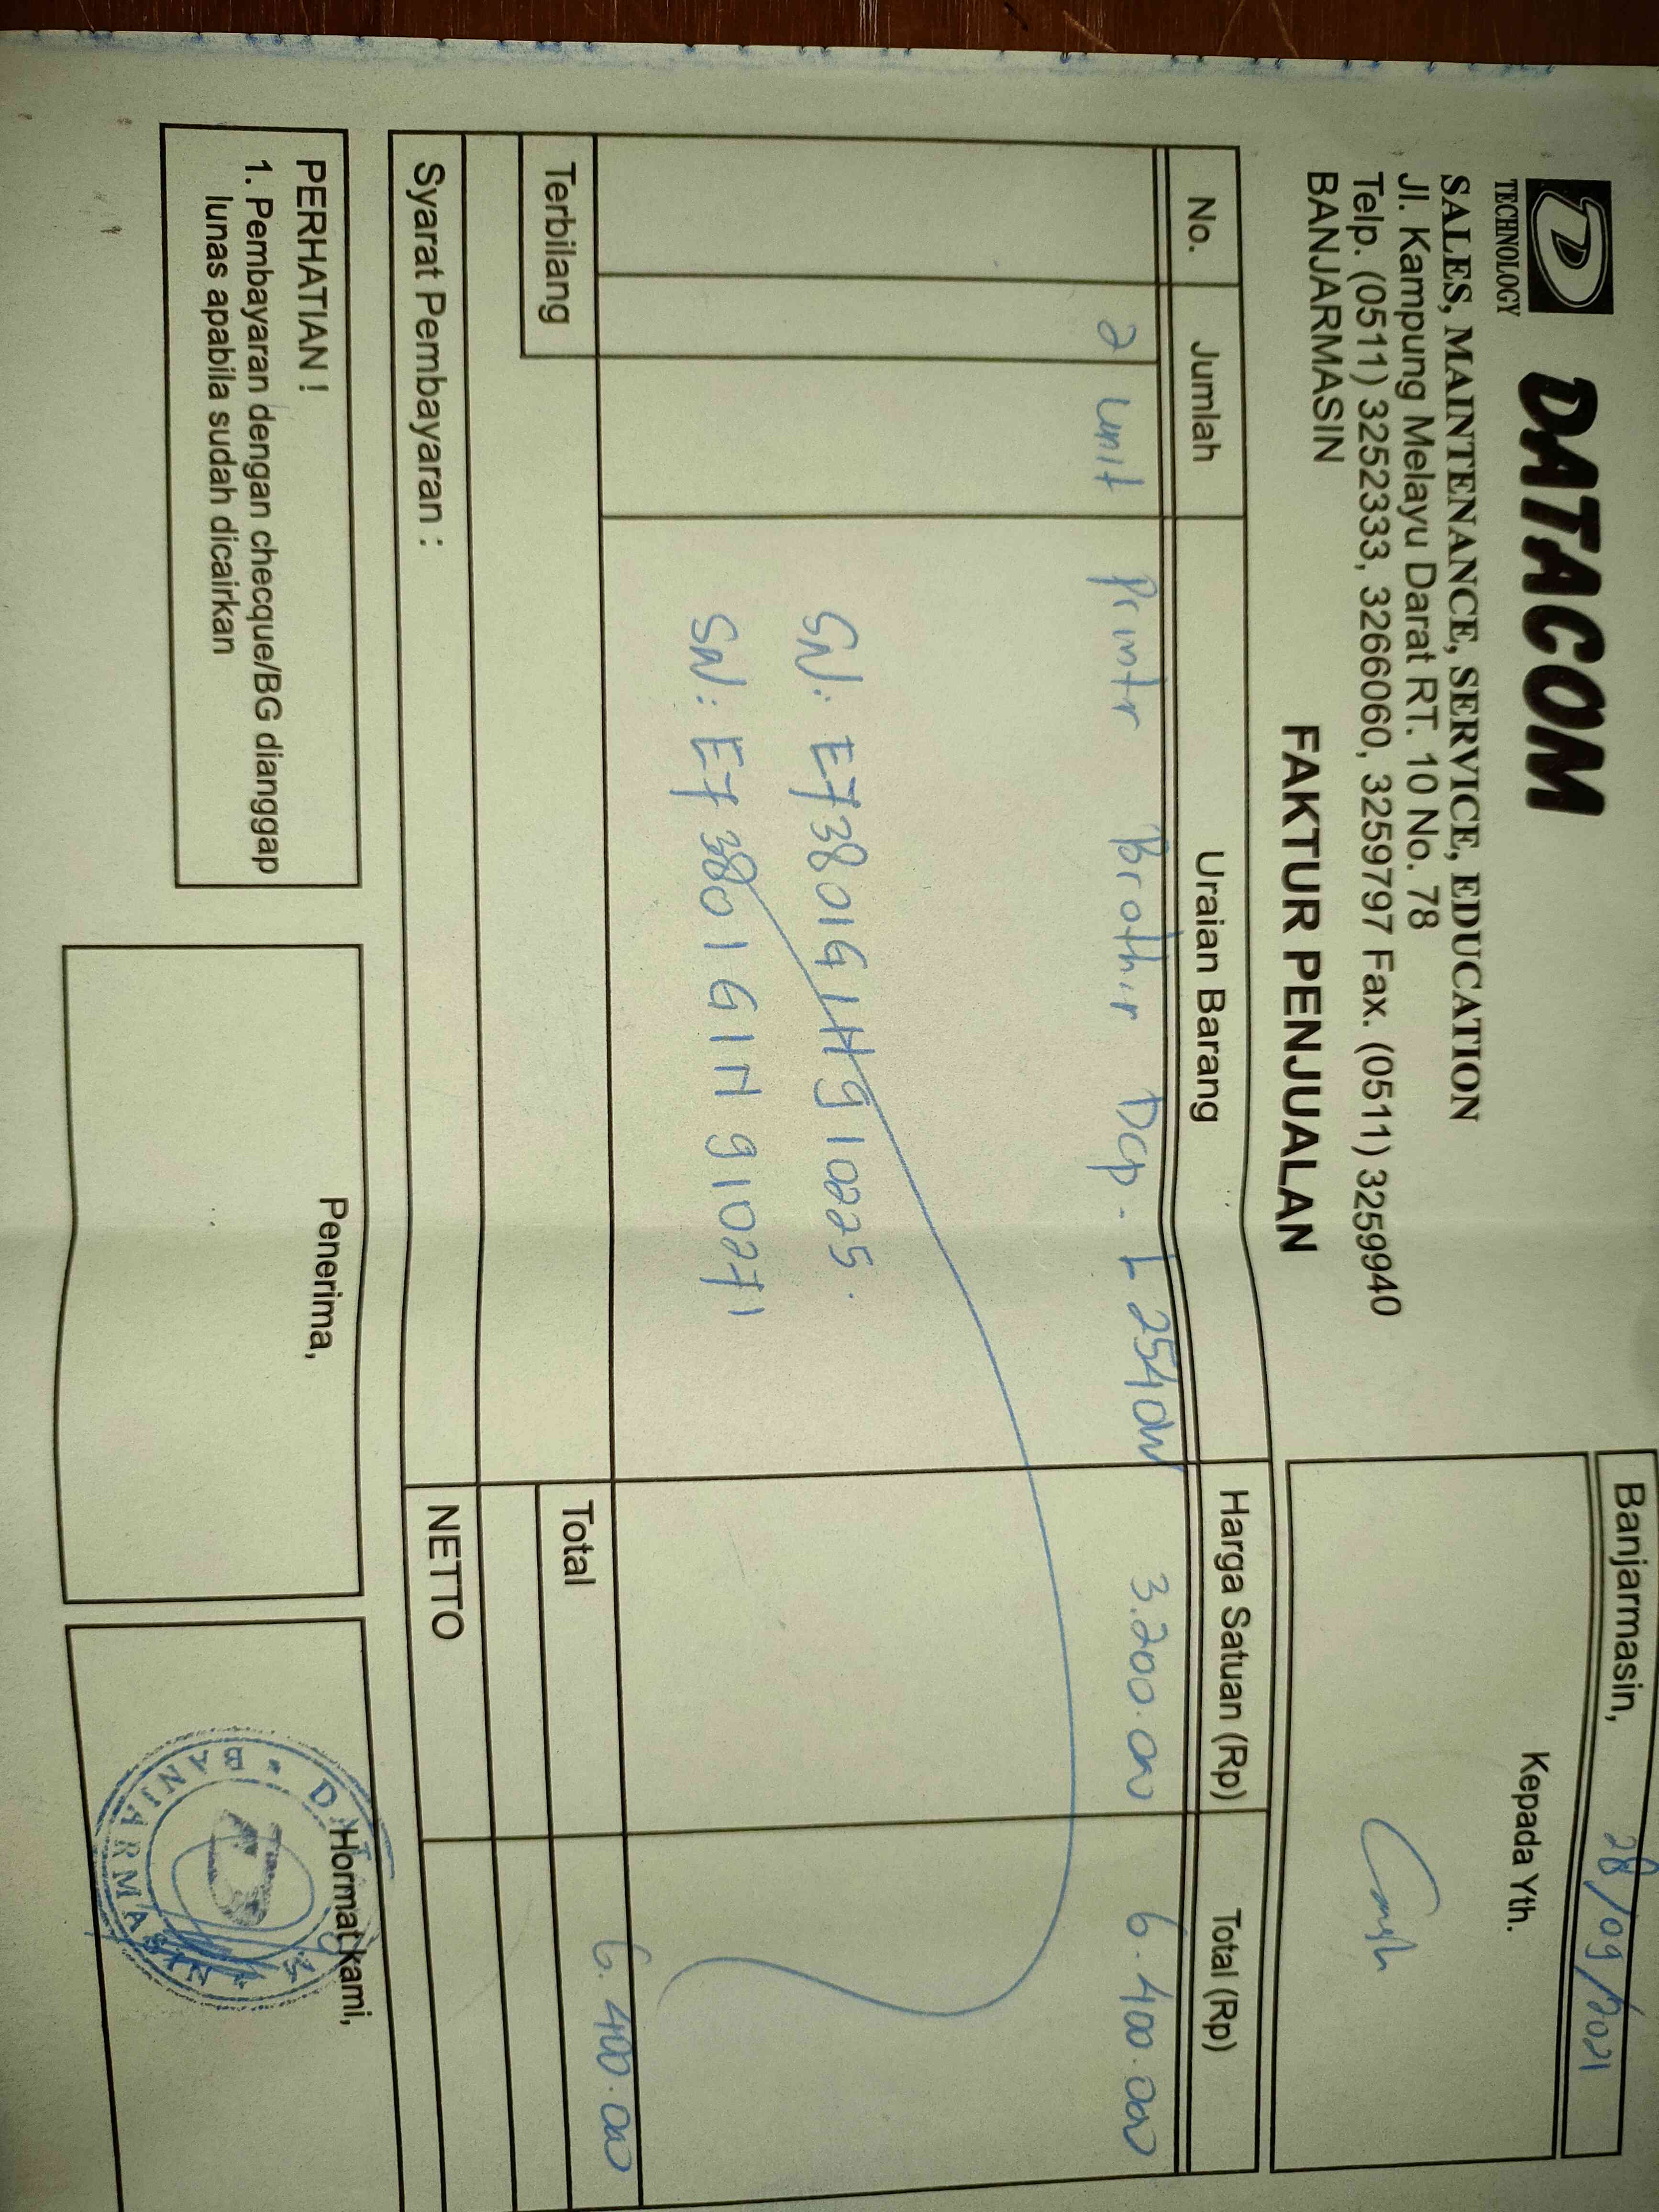 D
TECHNOLOGY
DATACOM
SALES, MAINTENANCE, SERVICE, EDUCATION
Jl. Kampung Melayu Darat RT. 10 No. 78
Telp. (0511) 3252333, 3266060, 3259797 Fax. (0511) 3259940
BANJARMASIN
Banjarmasin, 28/09/2021
Kepada Yth.
Cash
FAKTUR PENJUALAN
No. Jumlah Uraian Barang Harga Satuan (Rp) Total (Rp)
2 unit Printer Brother Dcp - L 2540dw 3.200.000 6.400.000
SN: E73801G1H910225.
SN: E73801G1N910271
Terbilang Total 6.400.000
Syarat Pembayaran : NETTO
PERHATIAN !
1. Pembayaran dengan checque/BG dianggap
lunas apabila sudah dicairkan
Penerima,
Hormat kami,
BANJARMASIN